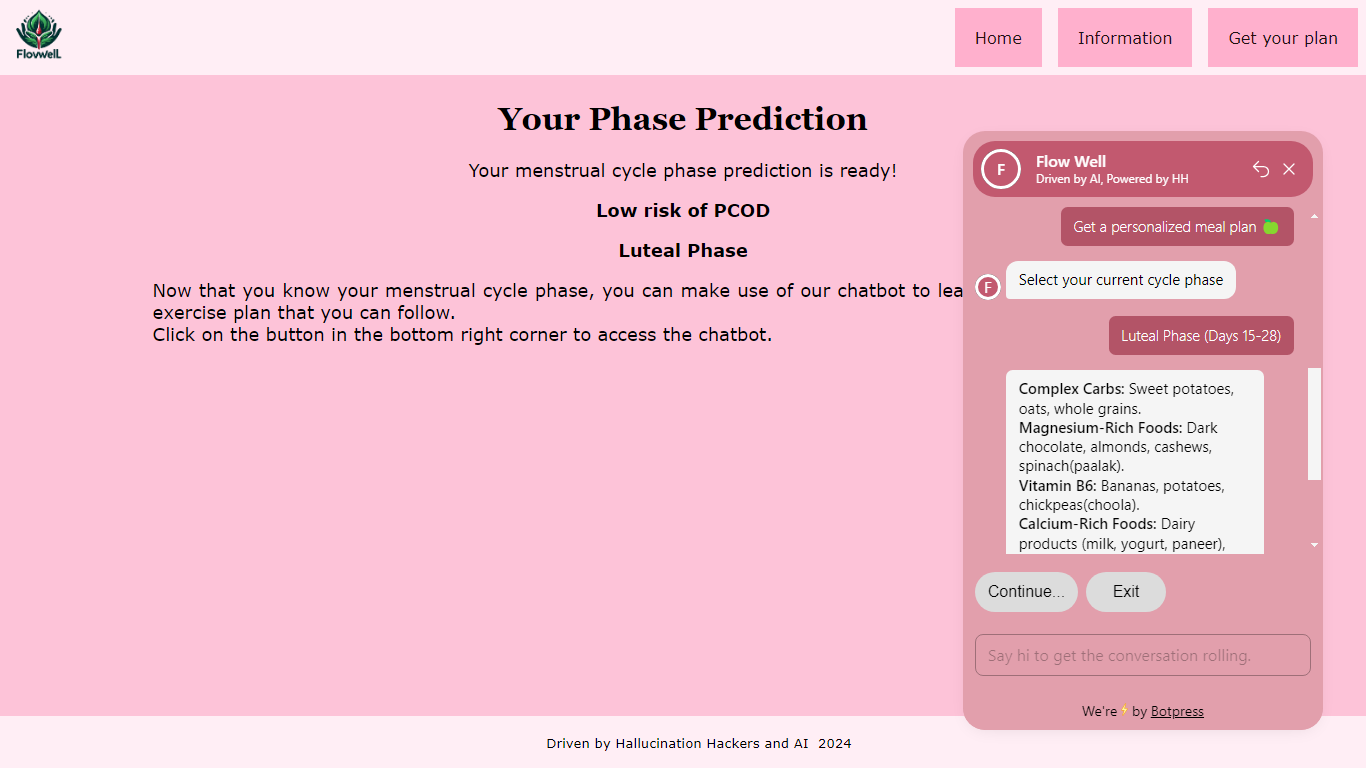 FlowwelL
Home
Information
Get your plan
Your Phase Prediction
Your menstrual cycle phase prediction is ready!
Low risk of PCOD
Luteal Phase
Now that you know your menstrual cycle phase, you can make use of our chatbot to
exercise plan that you can follow.
Click on the button in the bottom right corner to access the chatbot.
F
Flow Well
Driven by AI, Powered by HH
Get a personalized meal plan 🍏
F
Select your current cycle phase
Luteal Phase (Days 15-28)
Complex Carbs: Sweet potatoes,
oats, whole grains.
Magnesium-Rich Foods: Dark
chocolate, almonds, cashews,
spinach(paalak).
Vitamin B6: Bananas, potatoes,
chickpeas(choola).
Calcium-Rich Foods: Dairy
products (milk, yogurt, paneer),
Continue...
Exit
Say hi to get the conversation rolling.
We're ⚡ by Botpress
Driven by Hallucination Hackers and AI 2024